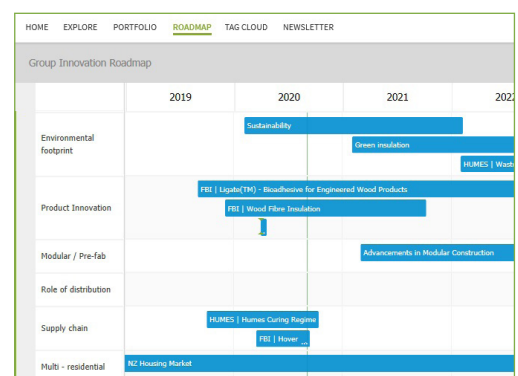 HOME EXPLORE PORTFOLIO ROADMAP TAG CLOUD NEWSLETTER
Group Innovation Roadmap
2019 2020 2021 2022
Sustainability
Environmental
footprint
Green insulation
HUMES | Wast
FBI | Ligate(TM) - Bioadhesive for Engineered Wood Products
Product Innovation
FBI | Wood Fibre Insulation
Modular / Pre-fab
Advancements in Modular Construction
Role of distribution
HUMES | Humes Curing Regime
Supply chain
FBI | Hover ...
Multi - residential
NZ Housing Market